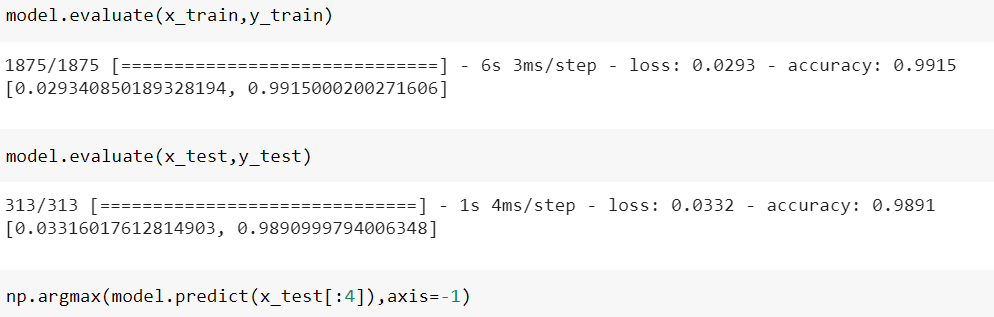 model.evaluate(x_train,y_train)
1875/1875 [==============================] - 6s 3ms/step - loss: 0.0293 - accuracy: 0.9915
[0.029340850189328194, 0.9915000200271606]
model.evaluate(x_test,y_test)
313/313 [==============================] - 1s 4ms/step - loss: 0.0332 - accuracy: 0.9891
[0.03316017612814903, 0.9890999794006348]
np.argmax(model.predict(x_test[:4]),axis=-1)